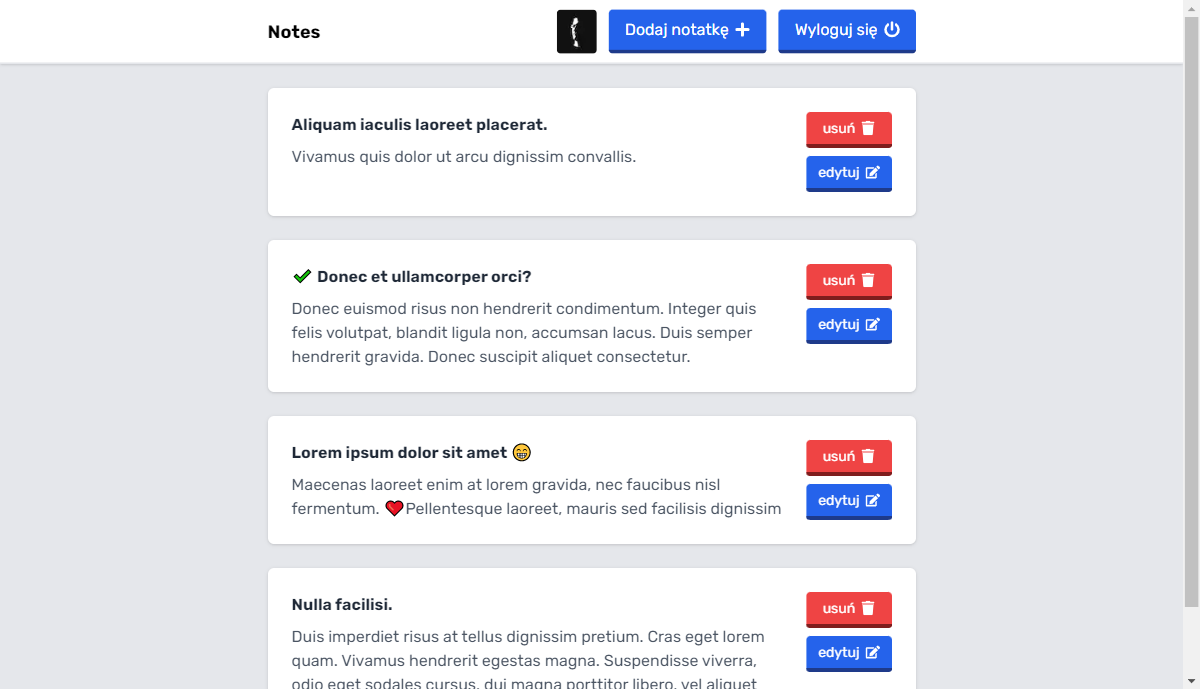 Notes
Dodaj notatkę
Wyloguj się
Aliquam iaculis laoreet placerat.
Vivamus quis dolor ut arcu dignissim convallis.
usuń
edytuj
Donec et ullamcorper orci?
Donec euismod risus non hendrerit condimentum. Integer quis
felis volutpat, blandit ligula non, accumsan lacus. Duis semper
hendrerit gravida. Donec suscipit aliquet consectetur.
usuń
edytuj
Lorem ipsum dolor sit amet 😁
Maecenas laoreet enim at lorem gravida, nec faucibus nisl
fermentum. ❤️Pellentesque laoreet, mauris sed facilisis dignissim
usuń
edytuj
Nulla facilisi.
Duis imperdiet risus at tellus dignissim pretium. Cras eget lorem
quam. Vivamus hendrerit egestas magna. Suspendisse viverra,
odio eget sodales cursus, dui magna porttitor libero, vel aliquet
usuń
edytuj